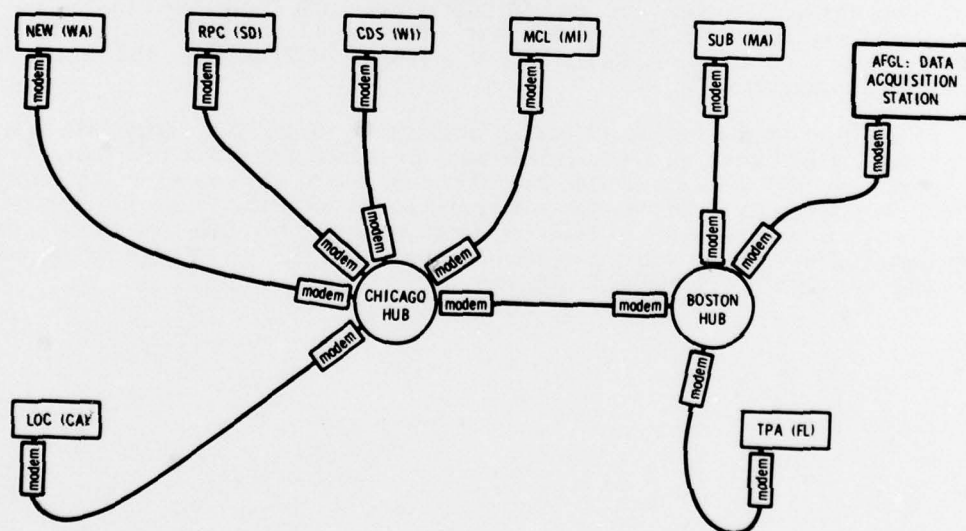 NEW (WA)
RPC (SD)
CDS (WI)
MCL (MI)
SUB (MA)
AFGL: DATA
ACQUISITION
STATION
modem
modem
modem
modem
modem
modem
modem
modem
modem
modem
modem
modem
modem
CHICAGO
HUB
modem
modem
BOSTON
HUB
modem
modem
LOC (CA)
modem
TPA (FL)
modem